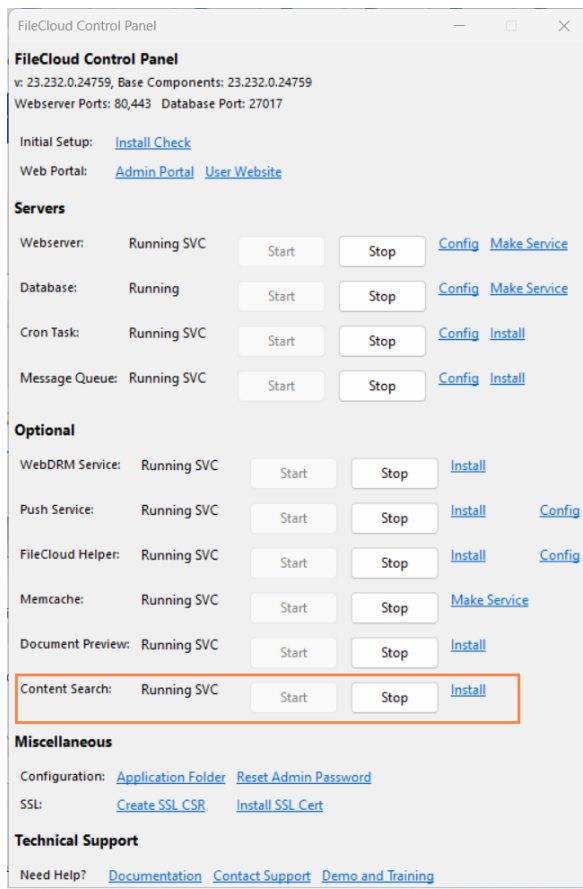 FileCloud Control Panel
FileCloud Control Panel
v: 23.232.0.24759, Base Components: 23.232.0.24759
Webserver Ports: 80,443 Database Port: 27017
Initial Setup: Install Check
Web Portal: Admin Portal User Website
Servers
Webserver: Running SVC Start Stop Config Make Service
Database: Running Start Stop Config Make Service
Cron Task: Running SVC Start Stop Config Install
Message Queue: Running SVC Start Stop Config Install
Optional
WebDRM Service: Running SVC Start Stop Install
Push Service: Running SVC Start Stop Install Config
FileCloud Helper: Running SVC Start Stop Install Config
Memcache: Running SVC Start Stop Make Service
Document Preview: Running SVC Start Stop Install
Content Search: Running SVC Start Stop Install
Miscellaneous
Configuration: Application Folder Reset Admin Password
SSL: Create SSL CSR Install SSL Cert
Technical Support
Need Help? Documentation Contact Support Demo and Training